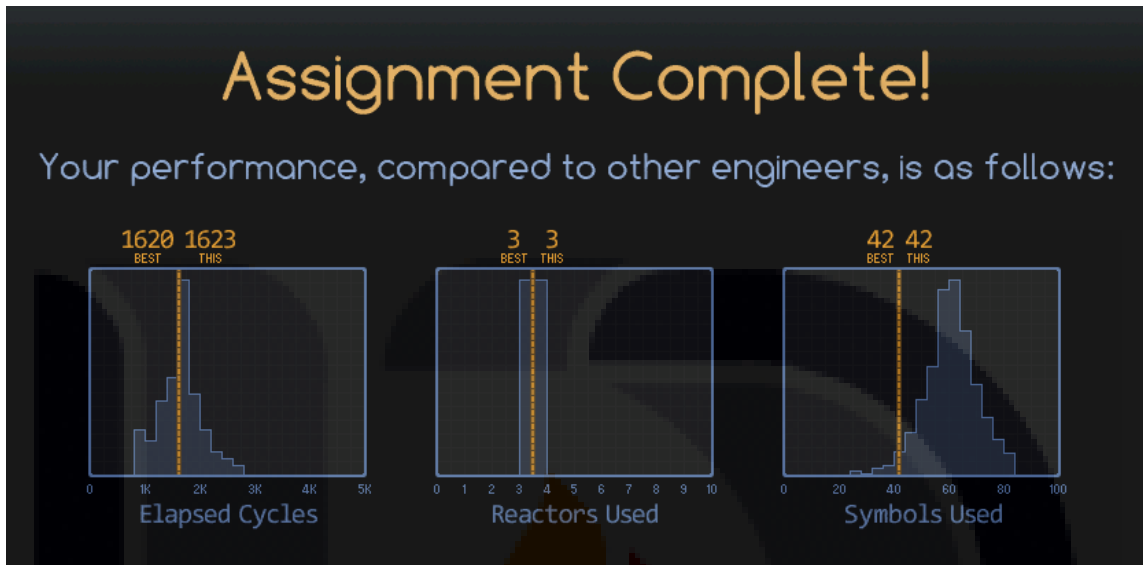 Assignment Complete!
Your performance, compared to other engineers, is as follows:
1620 1623
BEST THIS
0 1K 2K 3K 4K 5K
Elapsed Cycles
3 3
BEST THIS
0 1 2 3 4 5 6 7 8 9 10
Reactors Used
42 42
BEST THIS
0 20 40 60 80 100
Symbols Used